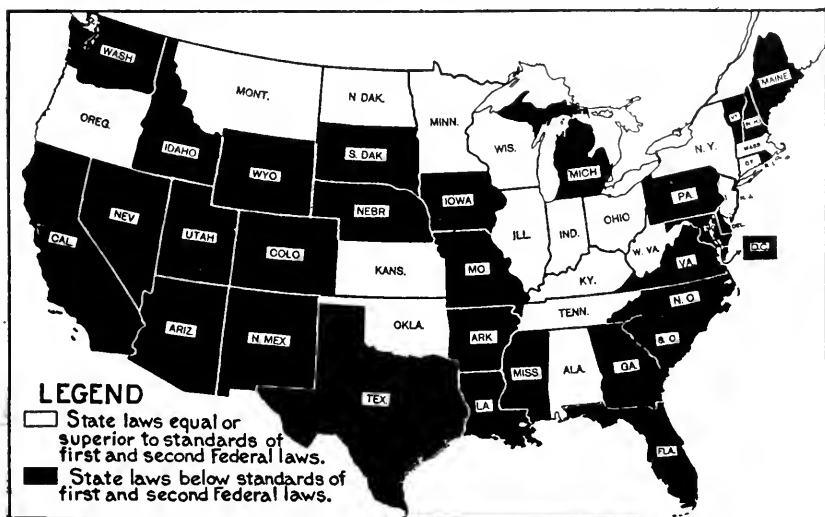 WASH
MONT.
N. DAK.
MINN.
OREG.
IDAHO
WYO
S. DAK.
WIS.
MICH
N. Y.
VT
N. H.
MAINE
MASS
CT
R. I.
NEV
UTAH
COLO
NEBR
IOWA
ILL.
IND.
OHIO
PA.
N. J.
DEL.
D.C.
CAL.
KANS.
MO
KY.
W. VA.
VA.
ARIZ.
N. MEX
OKLA.
ARK
TENN.
N. O.
S. O.
TEX.
LA
MISS
ALA.
GA.
FLA.
LEGEND
State laws equal or
superior to standards of
first and second Federal laws.
State laws below standards of
first and second Federal laws.